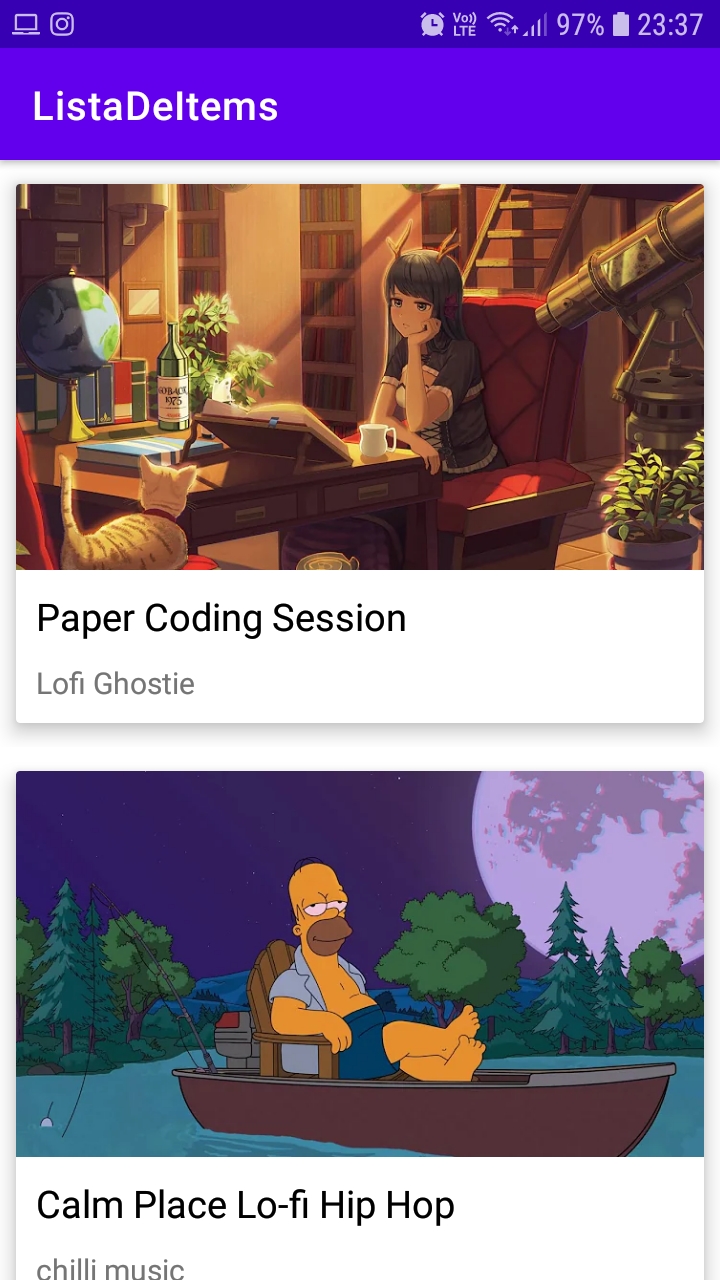 Vo))
LTE
97%
23:37
ListaDeItems
GOBACK
1975
Paper Coding Session
Lofi Ghostie
Calm Place Lo-fi Hip Hop
chilli music